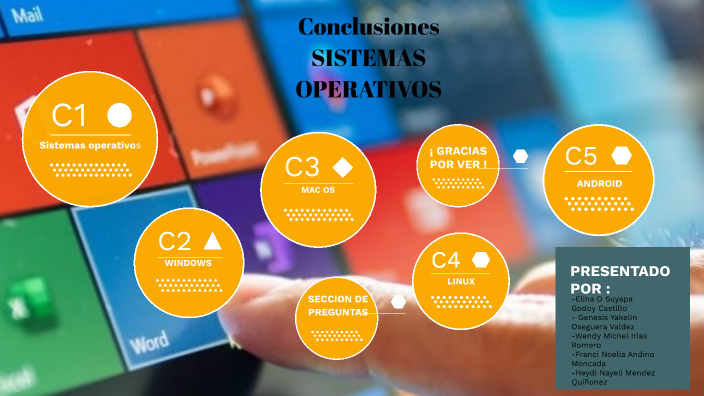 Mail
Conclusiones
SISTEMAS
OPERATIVOS
C1
Sistemas operativos
PowerPoint
C3
MAC OS
¡ GRACIAS
POR VER !
C5
ANDROID
C2
WINDOWS
C4
LINUX
SECCION DE
PREGUNTAS
Word
PRESENTADO
POR :
-Elina D Suyapa
Godoy Castillo
- Genesis Yakelin
Oseguera Valdez
-Wendy Michel Irias
Romero
-Franci Noelia Andino
Moncada
-Heydi Nayeli Mendez
Quiñonez